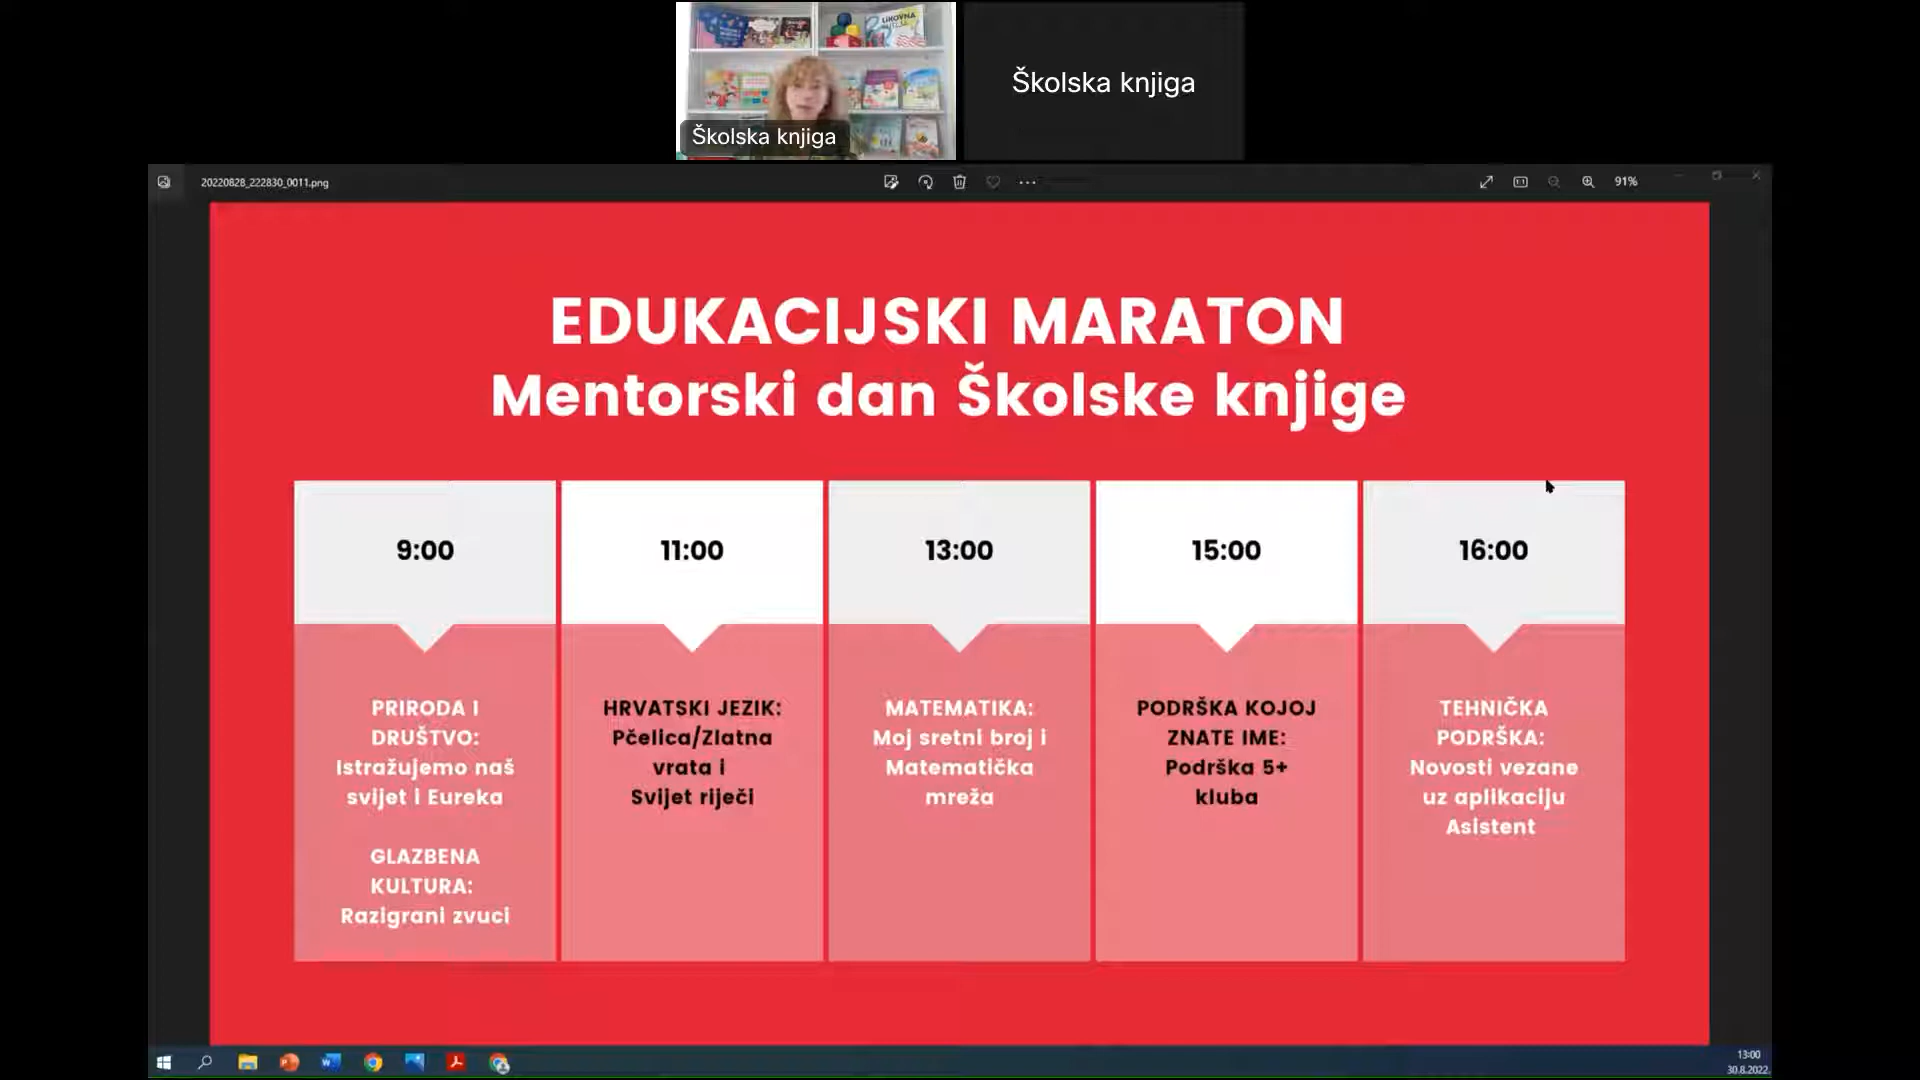 LIKOVNA
Školska knjiga
Školska knjiga
20220828_222830_0011.png
91%
EDUKACIJSKI MARATON
Mentorski dan Školske knjige
9:00
11:00
13:00
15:00
16:00
PRIRODA I
DRUŠTVO:
Istražujemo naš
svijet i Eureka
GLAZBENA
KULTURA:
Razigrani zvuci
HRVATSKI JEZIK:
Pčelica/Zlatna
vrata i
Svijet riječi
MATEMATIKA:
Moj sretni broj i
Matematička
mreža
PODRŠKA KOJOJ
ZNATE IME:
Podrška 5+
kluba
TEHNIČKA
PODRŠKA:
Novosti vezane
uz aplikaciju
Asistent
13:00
30.8.2022.